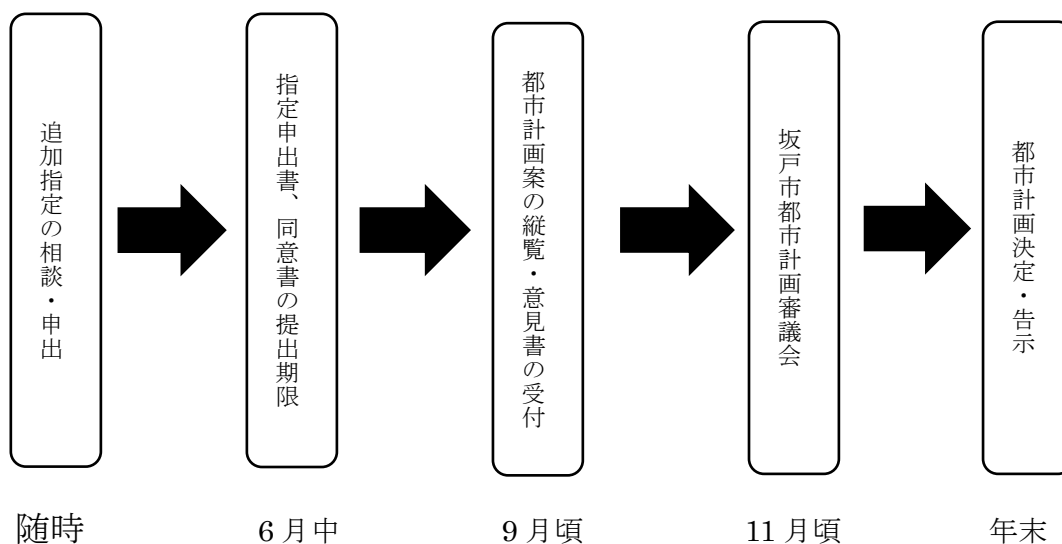 追加指定の相談・申出
指定申出書、同意書の提出期限
都市計画案の縦覧・意見書の受付
坂戸市都市計画審議会
都市計画決定・告示
随時
6月中
9月頃
11月頃
年末